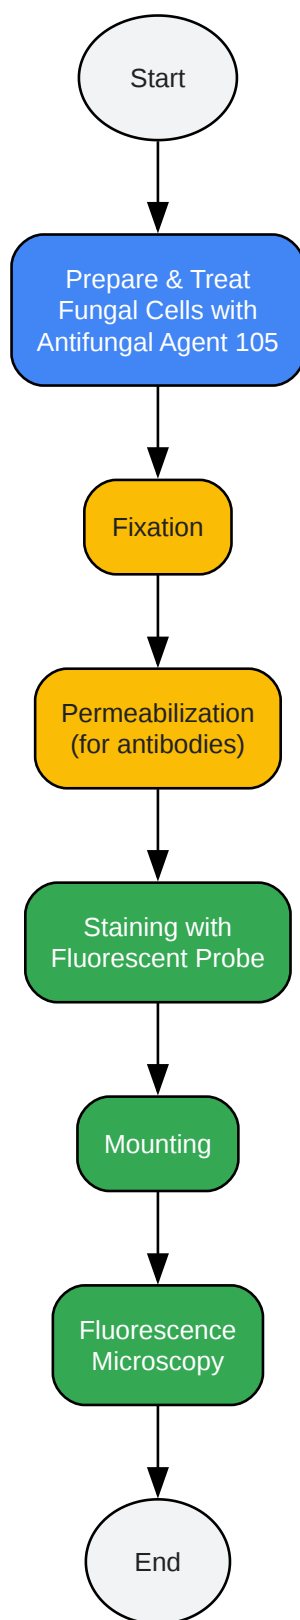 Start
Prepare & Treat
Fungal Cells with
Antifungal Agent 105
Fixation
Permeabilization
(for antibodies)
Staining with
Fluorescent Probe
Mounting
Fluorescence
Microscopy
End